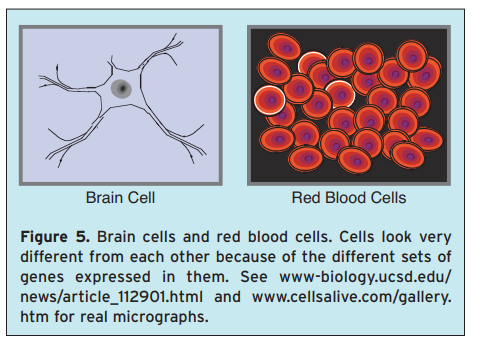 Brain Cell
Red Blood Cells
Figure 5. Brain cells and red blood cells. Cells look very
different from each other because of the different sets of
genes expressed in them. See www-biology.ucsd.edu/
news/article_112901.html and www.cellsalive.com/gallery.
htm for real micrographs.